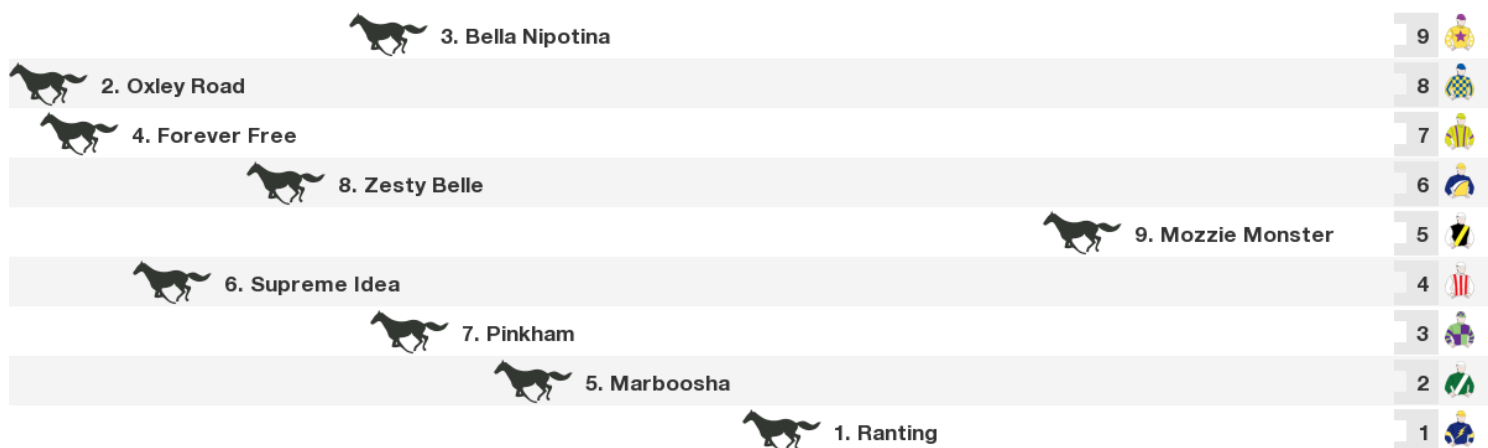 3. Bella Nipotina 9
2. Oxley Road 8
4. Forever Free 7
8. Zesty Belle 6
9. Mozzie Monster 5
6. Supreme Idea 4
7. Pinkham 3
5. Marboosha 2
1. Ranting 1